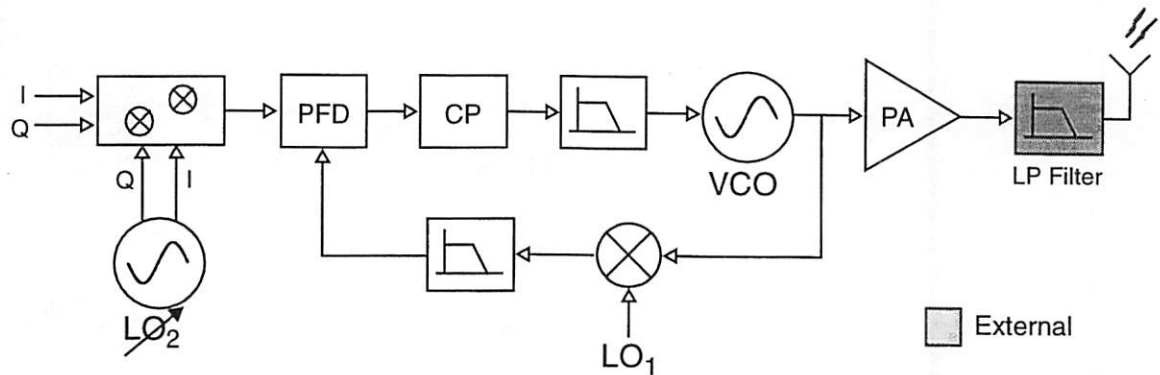 I
Q
PFD
CP
VCO
PA
LP Filter
Q
I
LO2
LO1
External